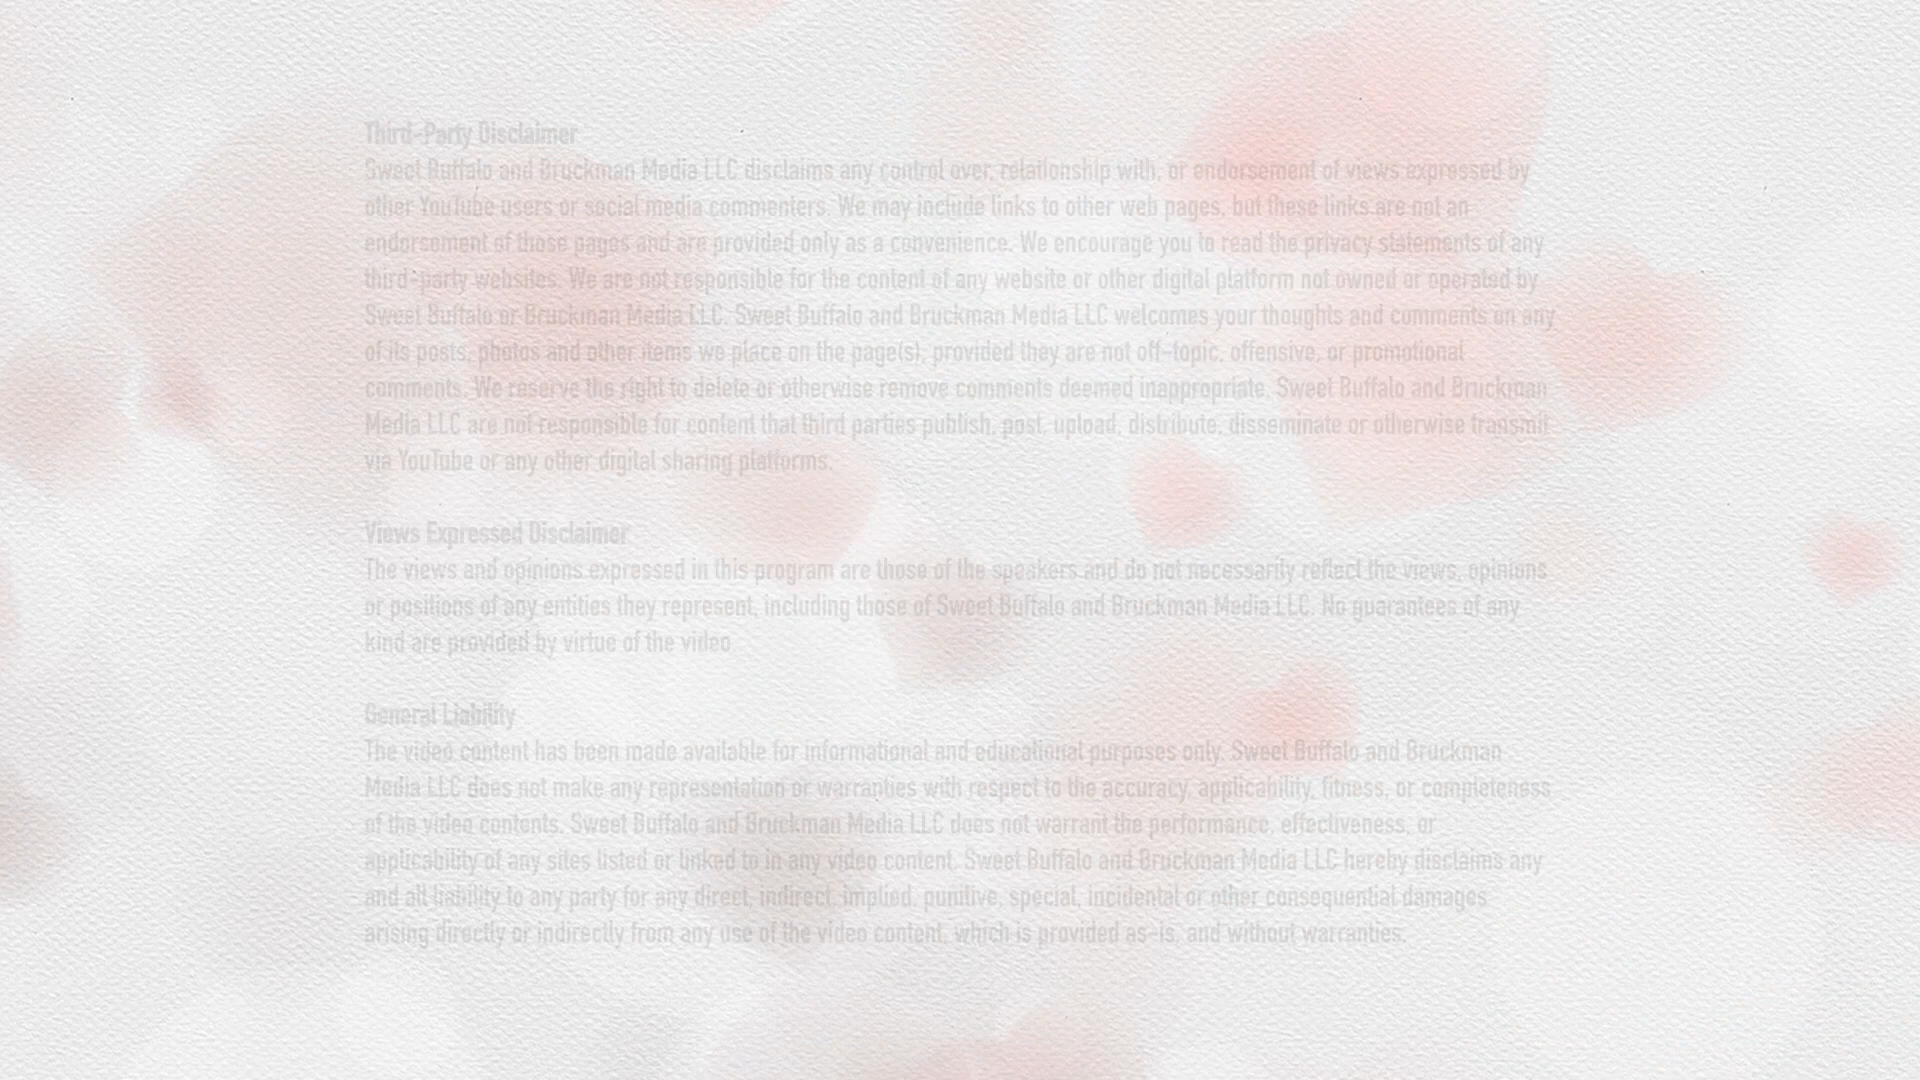 Third-Party Disclaimer
Sweet Buffalo and Bruckman Media LLC disclaims any control over, relationship with, or endorsement of views expressed by
other YouTube users or social media commenters. We may include links to other web pages, but these links are not an
endorsement of those pages and are provided only as a convenience. We encourage you to read the privacy statements of any
third-party websites. We are not responsible for the content of any website or other digital platform not owned or operated by
Sweet Buffalo or Bruckman Media LLC. Sweet Buffalo and Bruckman Media LLC welcomes your thoughts and comments on any
of its posts, photos and other items we place on the page(s), provided they are not off-topic, offensive, or promotional
comments. We reserve the right to delete or otherwise remove comments deemed inappropriate. Sweet Buffalo and Bruckman
Media LLC are not responsible for content that third parties publish, post, upload, distribute, disseminate or otherwise transmit
via YouTube or any other digital sharing platforms.
Views Expressed Disclaimer
The views and opinions expressed in this program are those of the speakers and do not necessarily reflect the views, opinions
or positions of any entities they represent, including those of Sweet Buffalo and Bruckman Media LLC. No guarantees of any
kind are provided by virtue of the video
General Liability
The video content has been made available for informational and educational purposes only. Sweet Buffalo and Bruckman
Media LLC does not make any representation or warranties with respect to the accuracy, applicability, fitness, or completeness
of the video contents. Sweet Buffalo and Bruckman Media LLC does not warrant the performance, effectiveness, or
applicability of any sites listed or linked to in any video content. Sweet Buffalo and Bruckman Media LLC hereby disclaims any
and all liability to any party for any direct, indirect, implied, punitive, special, incidental or other consequential damages
arising directly or indirectly from any use of the video content, which is provided as-is, and without warranties.